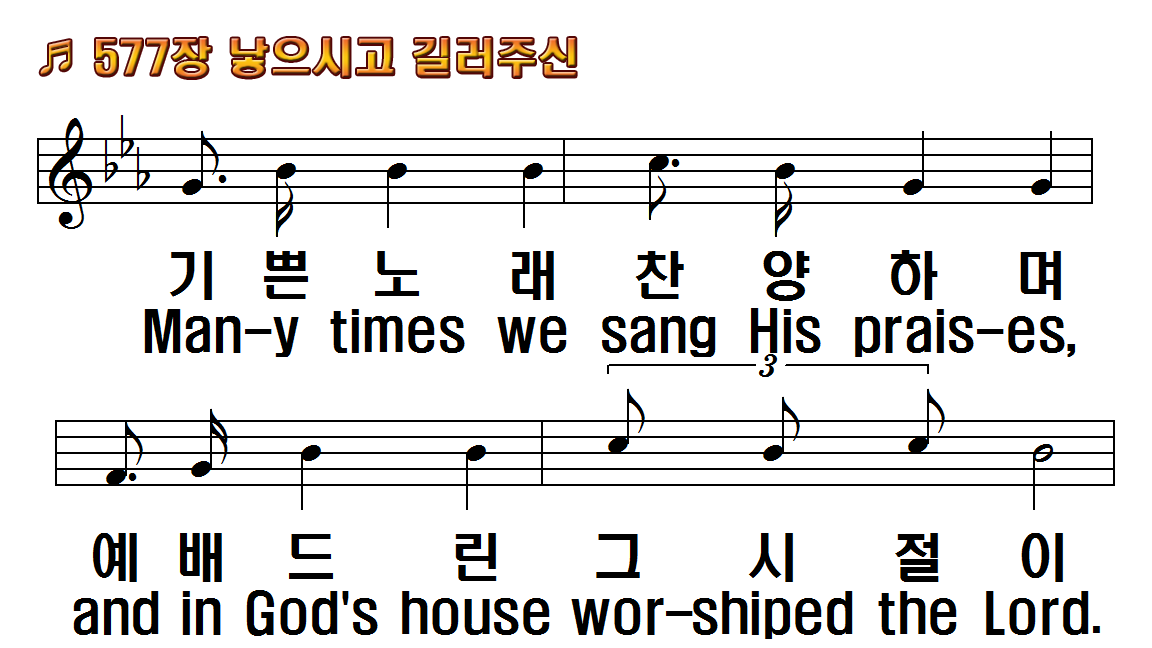 ♬ 577장 낳으시고 길러주신
기 쁜 노 래 찬 양 하 며
Man-y times we sang His prais-es,
3
예 배 드 린 그 시 절 이
and in God's house wor-shiped the Lord.